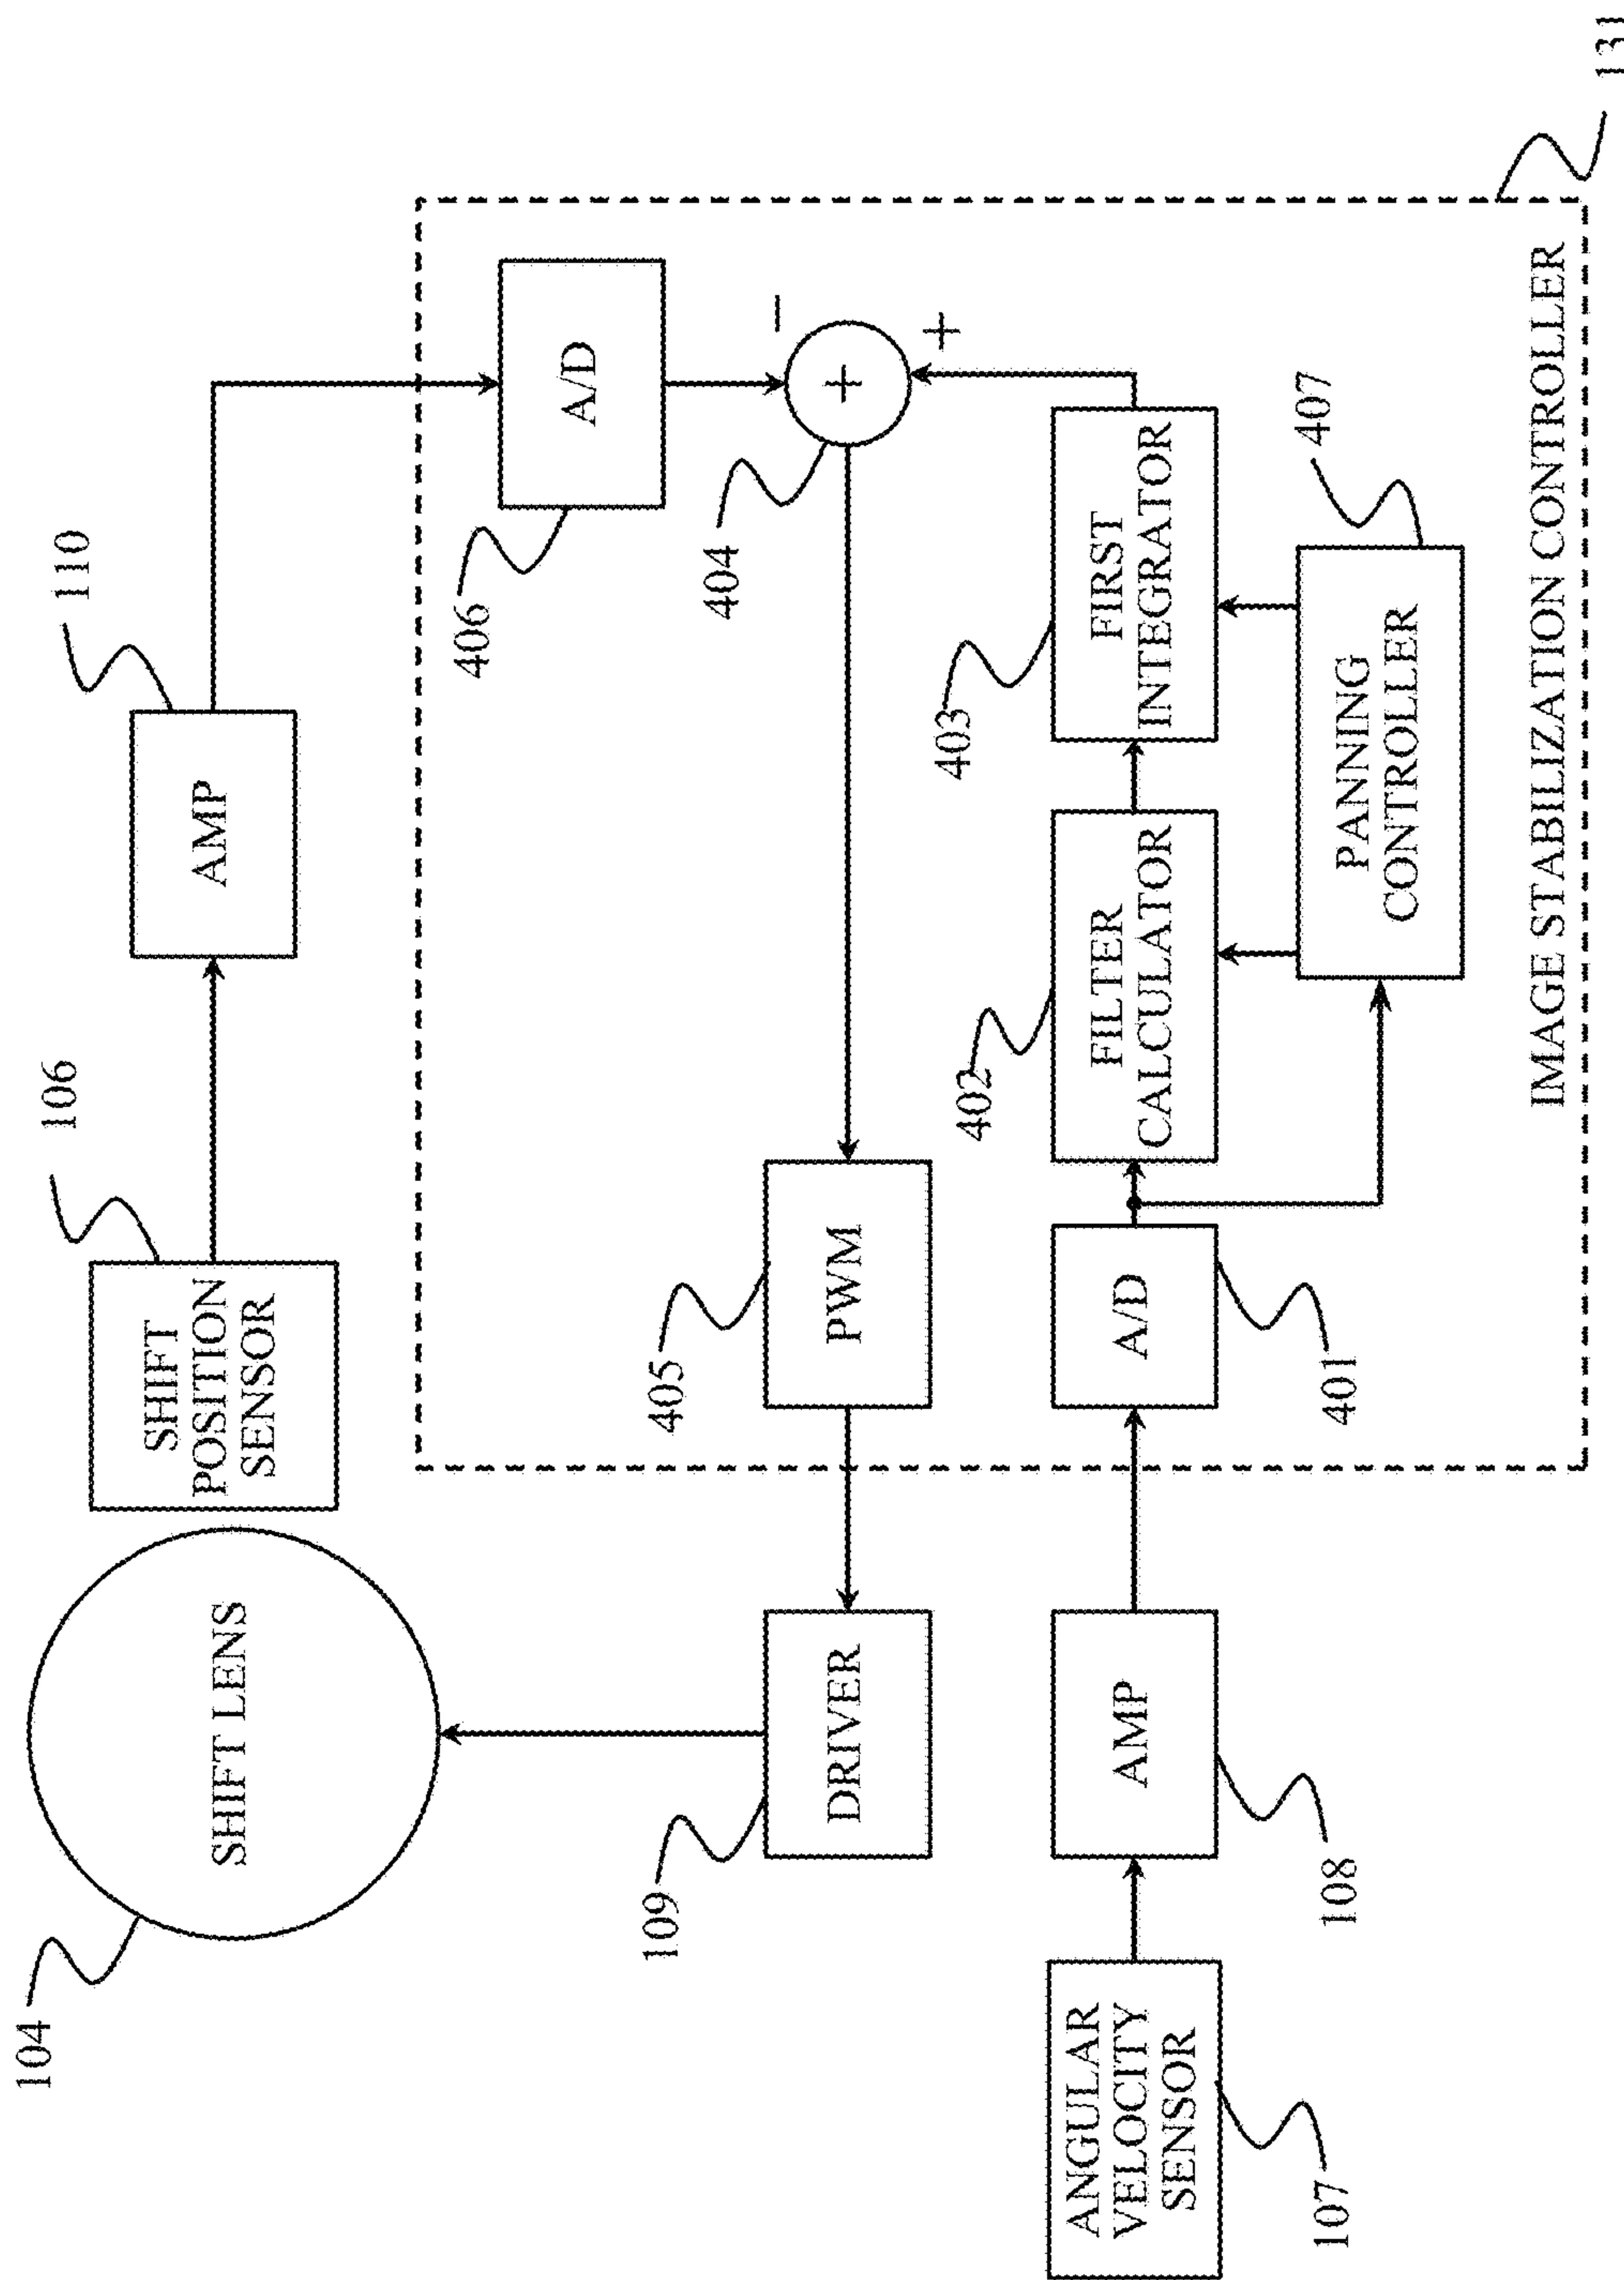 104
SHIFT LENS
SHIFT
POSITION
SENSOR
106
AMP
110
109
DRIVER
405
PWM
404
+
−
+
406
A/D
107
ANGULAR
VELOCITY
SENSOR
108
AMP
401
A/D
402
FILTER
CALCULATOR
403
FIRST
INTEGRATOR
407
PANNING
CONTROLLER
IMAGE STABILIZATION CONTROLLER
131